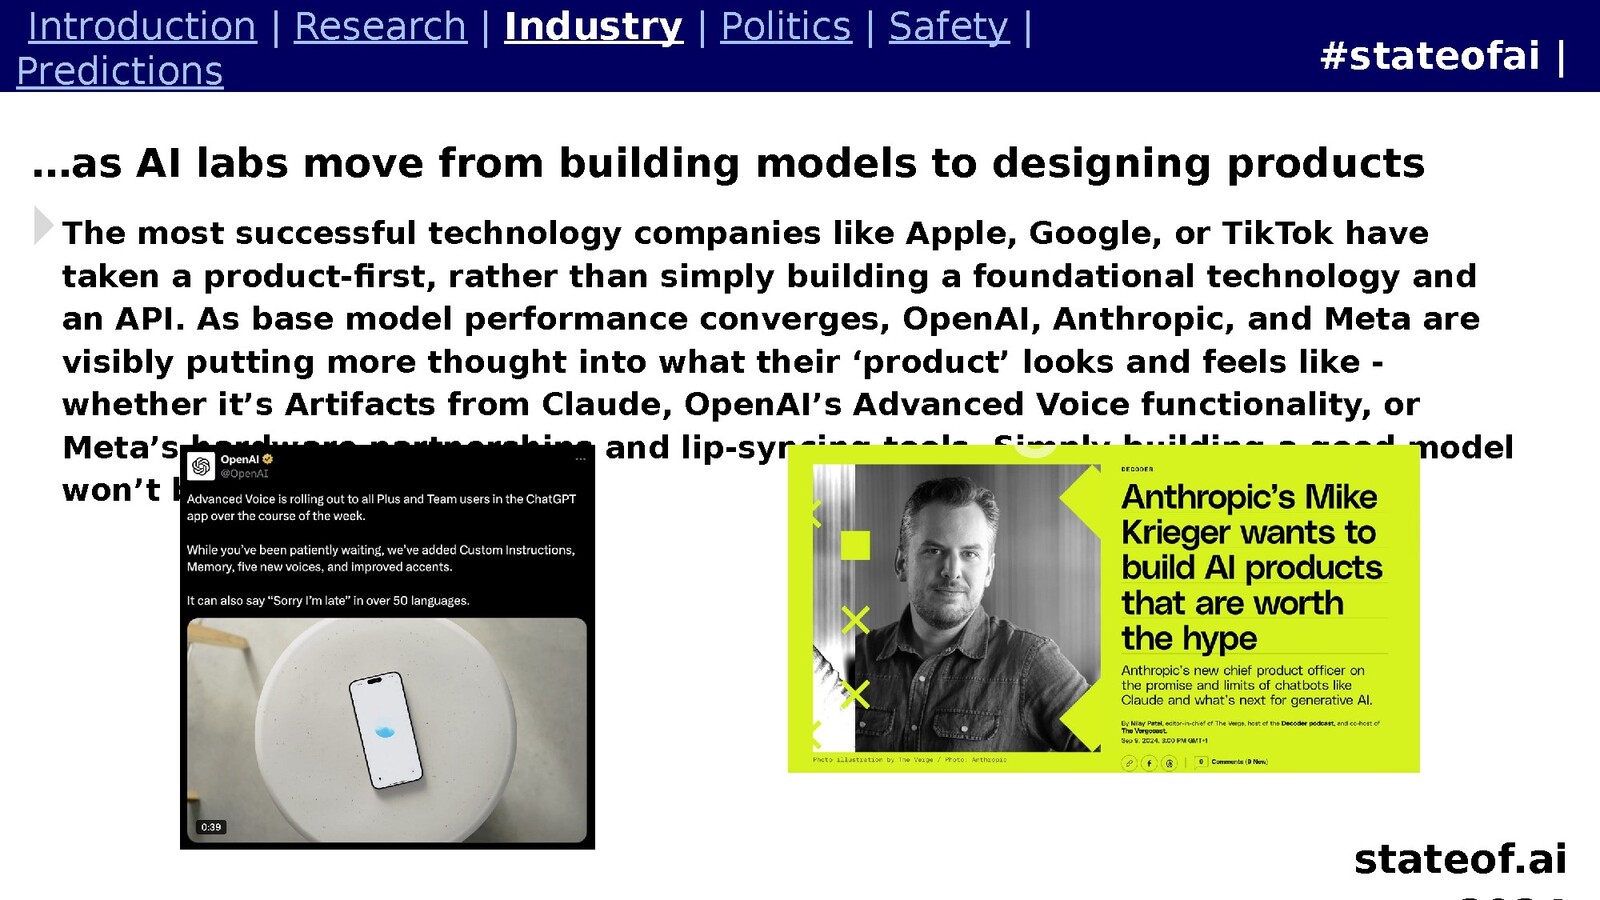 Introduction | Research | Industry | Politics | Safety |
Predictions
#stateofai |
…as AI labs move from building models to designing products
The most successful technology companies like Apple, Google, or TikTok have
taken a product-first, rather than simply building a foundational technology and
an API. As base model performance converges, OpenAI, Anthropic, and Meta are
visibly putting more thought into what their ‘product’ looks and feels like -
whether it’s Artifacts from Claude, OpenAI’s Advanced Voice functionality, or
Meta’s hardware partnerships and lip-syncing tools. Simply building a good model
won’t
OpenAI
@OpenAI
Advanced Voice is rolling out to all Plus and Team users in the ChatGPT
app over the course of the week.
While you’ve been patiently waiting, we’ve added Custom Instructions,
Memory, five new voices, and improved accents.
It can also say “Sorry I’m late” in over 50 languages.
0:39
DECODER
Anthropic’s Mike
Krieger wants to
build AI products
that are worth
the hype
Anthropic’s new chief product officer on
the promise and limits of chatbots like
Claude and what’s next for generative AI.
By Nilay Patel, editor-in-chief of The Verge, host of the Decoder podcast, and co-host of
The Vergecast.
Sep 9, 2024, 3:00 PM GMT+1
Comments (9 New)
Photo illustration by The Verge / Photo: Anthropic
stateof.ai